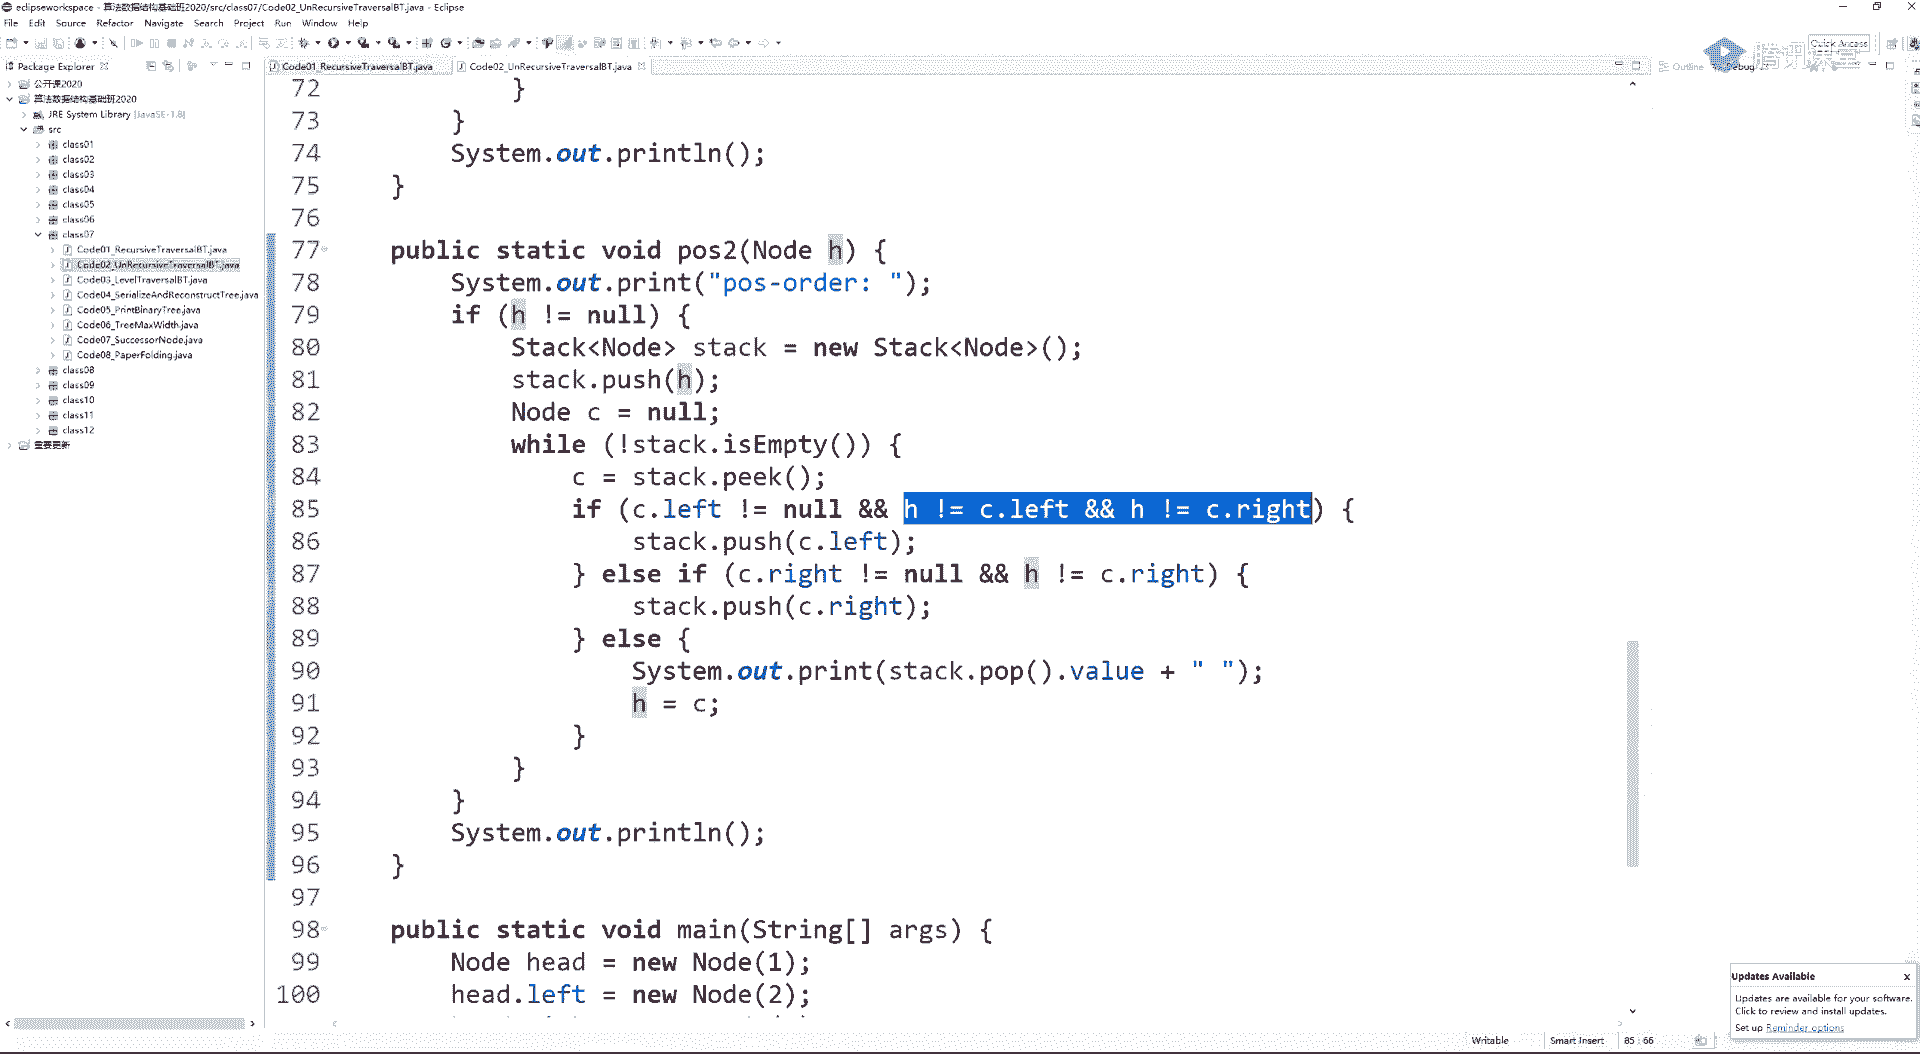 eclipseworkspace - 算法数据结构基础班2020/src/class07/Code02_UnRecursiveTraversalBT.java - Eclipse
File Edit Source Refactor Navigate Search Project Run Window Help
Quick Access
Package Explorer
Code01_RecursiveTraversalBT.java
Code02_UnRecursiveTraversalBT.java
Outline
Debug
腾讯课堂
公开课2020
算法数据结构基础班2020
JRE System Library [JavaSE-1.8]
src
class01
class02
class03
class04
class05
class06
class07
Code01_RecursiveTraversalBT.java
Code02_UnRecursiveTraversalBT.java
Code03_LevelTraversalBT.java
Code04_SerializeAndReconstructTree.java
Code05_PrintBinaryTree.java
Code06_TreeMaxWidth.java
Code07_SuccessorNode.java
Code08_PaperFolding.java
class08
class09
class10
class11
class12
重要更新
72 }
73 }
74 System.out.println();
75 }
76
77 public static void pos2(Node h) {
78 System.out.print("pos-order: ");
79 if (h != null) {
80 Stack<Node> stack = new Stack<Node>();
81 stack.push(h);
82 Node c = null;
83 while (!stack.isEmpty()) {
84 c = stack.peek();
85 if (c.left != null && h != c.left && h != c.right) {
86 stack.push(c.left);
87 } else if (c.right != null && h != c.right) {
88 stack.push(c.right);
89 } else {
90 System.out.print(stack.pop().value + " ");
91 h = c;
92 }
93 }
94 }
95 System.out.println();
96 }
97
98 public static void main(String[] args) {
99 Node head = new Node(1);
100 head.left = new Node(2);
Updates Available
Updates are available for your software.
Click to review and install updates.
Set up Reminder options
Writable
Smart Insert
85 : 66